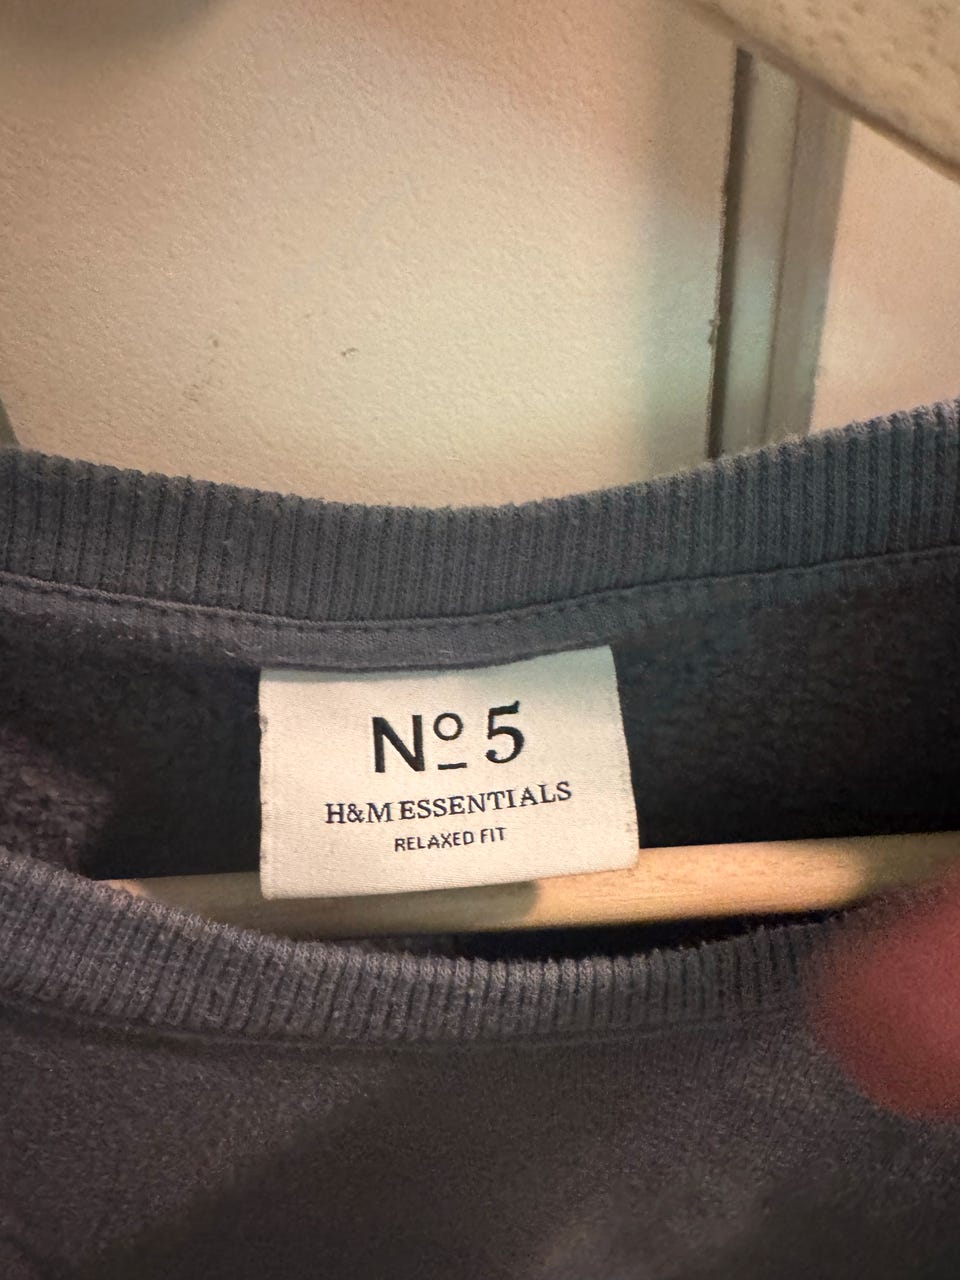 Nº 5
H&M ESSENTIALS
RELAXED FIT